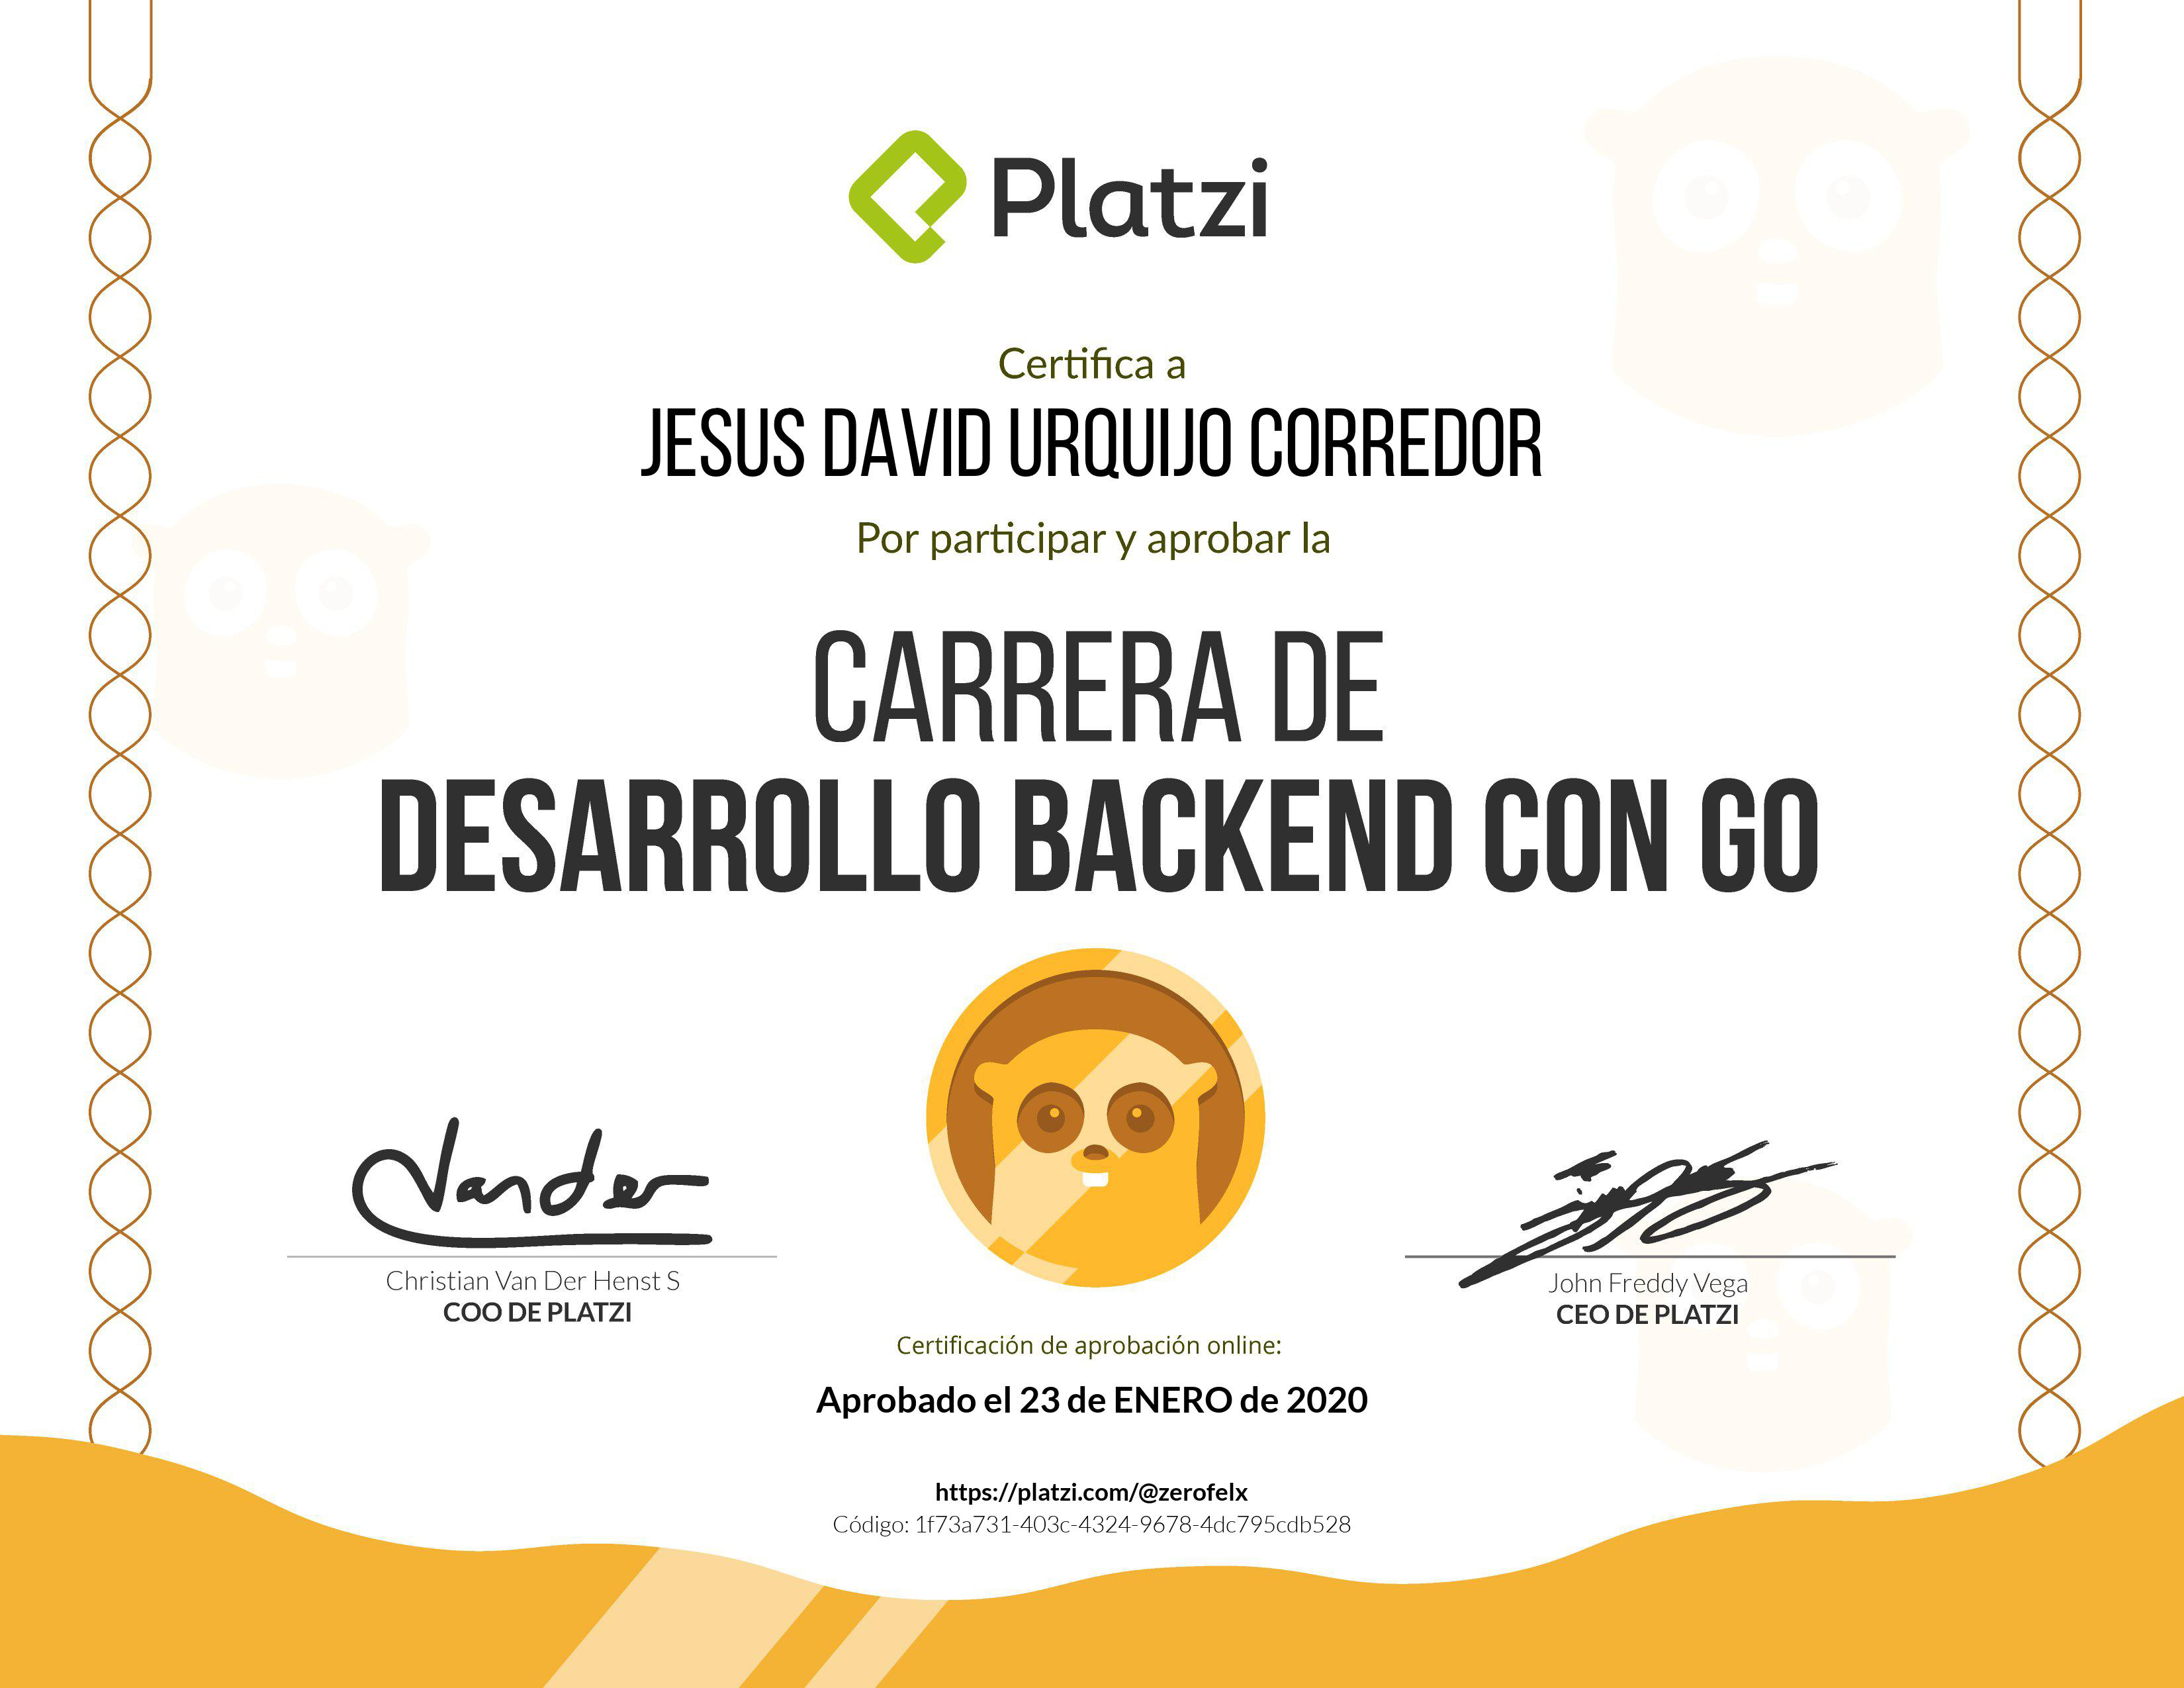 Platzi
Certifica a
JESUS DAVID URQUIJO CORREDOR
Por participar y aprobar la
CARRERA DE
DESARROLLO BACKEND CON GO
Vander
Christian Van Der Henst S
COO DE PLATZI
John Freddy Vega
CEO DE PLATZI
Certificación de aprobación online:
Aprobado el 23 de ENERO de 2020
https://platzi.com/@zerofelx
Código: 1f73a731-403c-4324-9678-4dc795cdb528